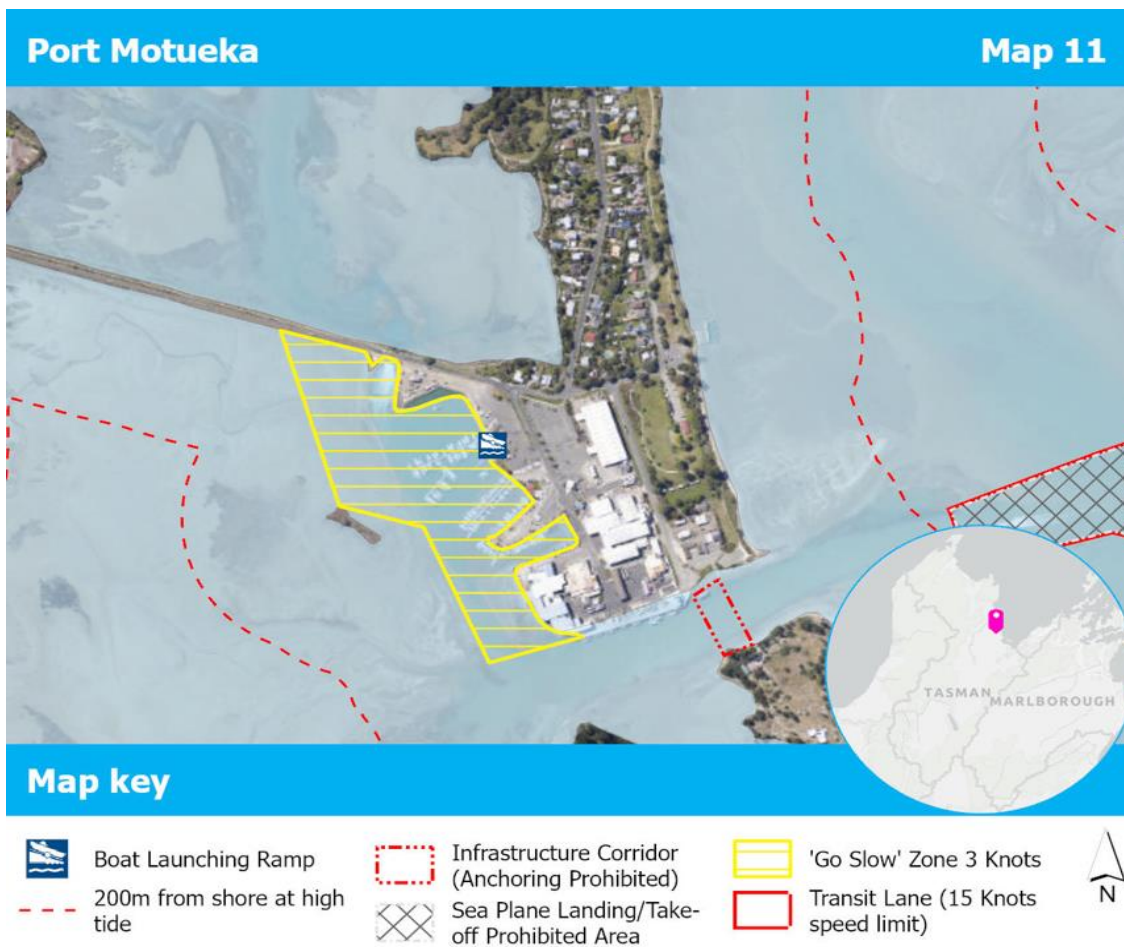 Port Motueka
Map 11
TASMAN
MARLBOROUGH
Map key
Boat Launching Ramp
200m from shore at high
tide
Infrastructure Corridor
(Anchoring Prohibited)
Sea Plane Landing/Take-
off Prohibited Area
'Go Slow' Zone 3 Knots
Transit Lane (15 Knots
speed limit)
N